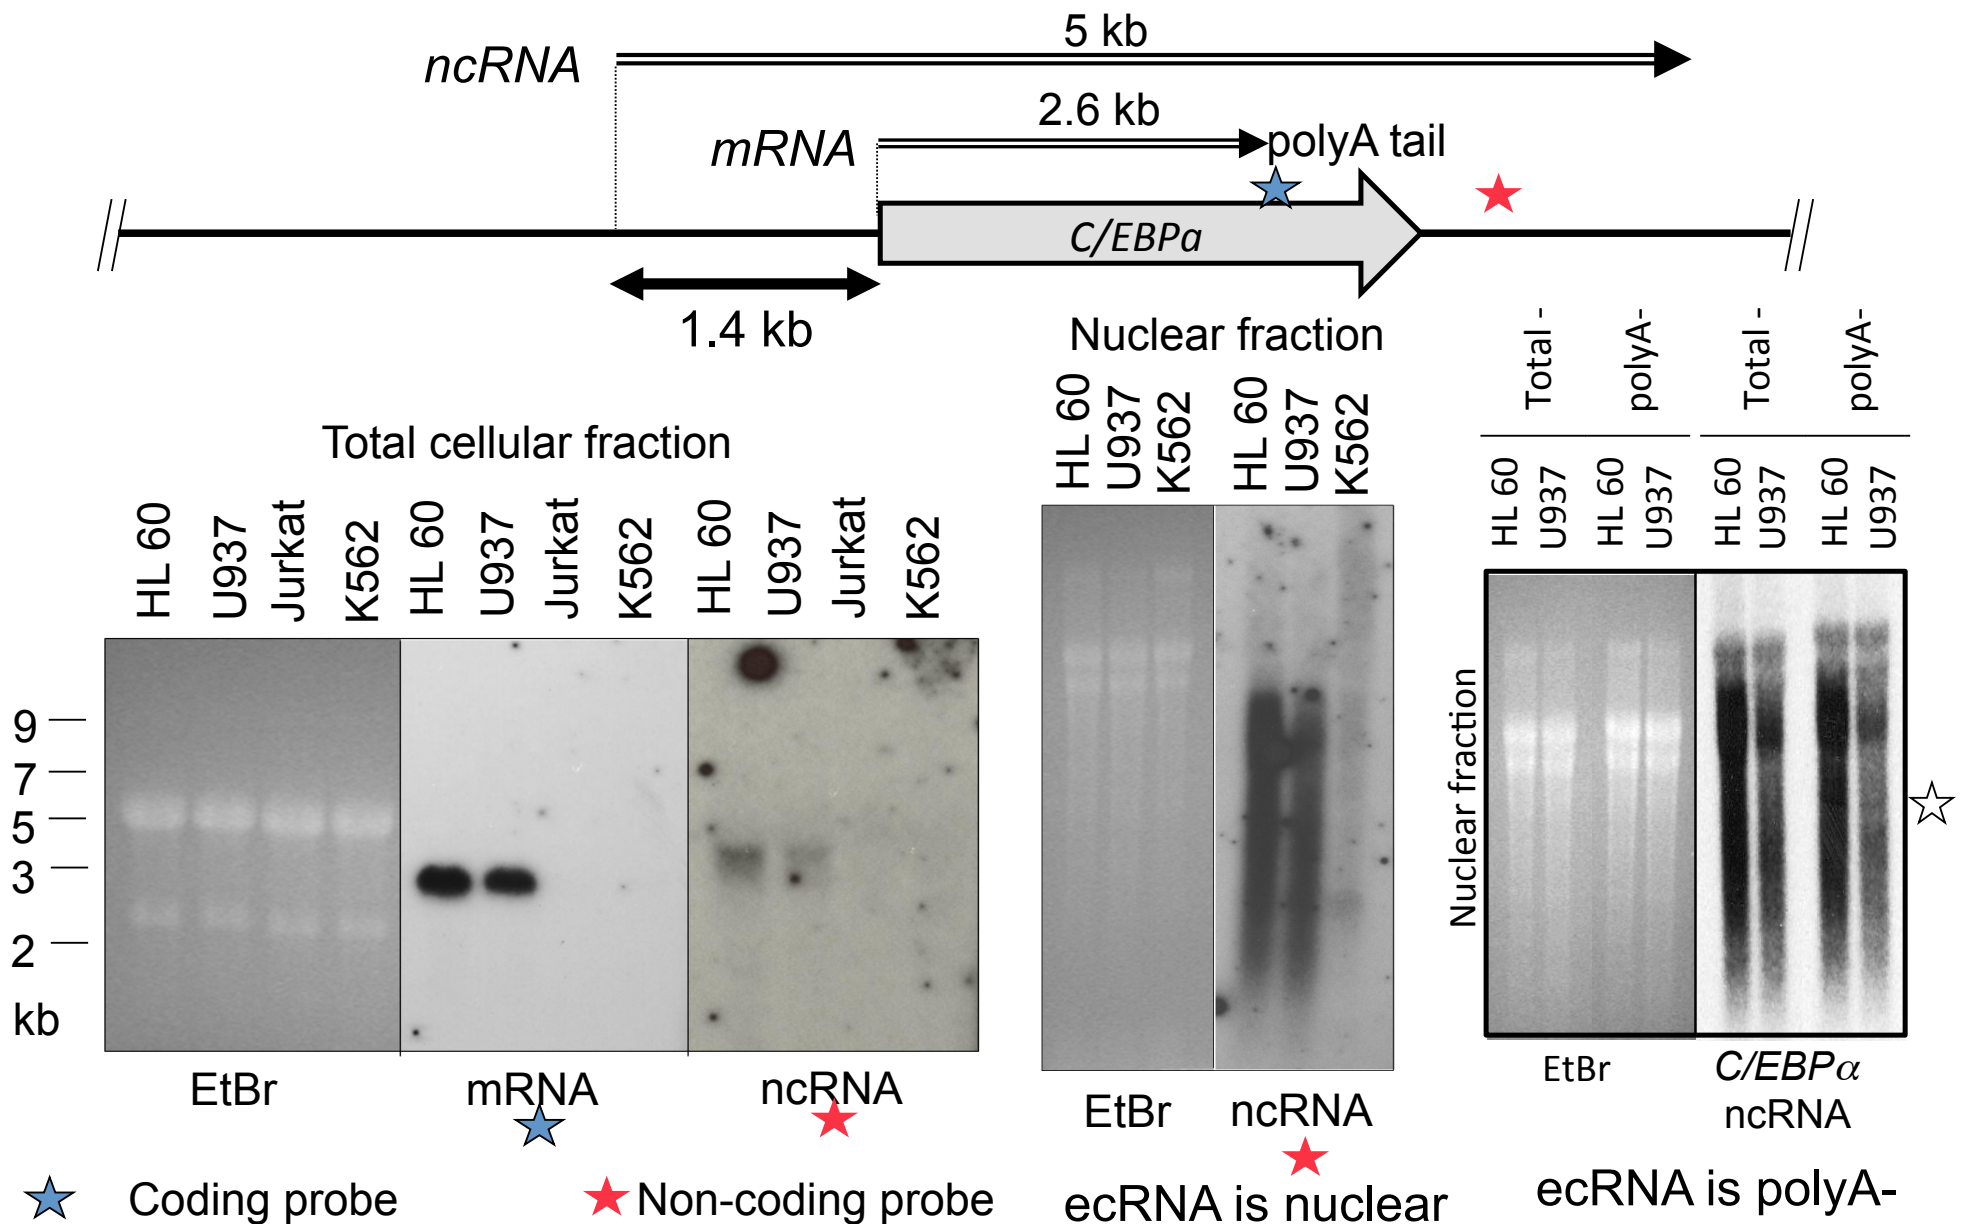 5 kb
ncRNA
2.6 kb
mRNA
polyA tail
C/EBPα
1.4 kb
Nuclear fraction
HL 60
U937
K562
HL 60
U937
K562
Total -
polyA-
Total -
polyA-
HL 60
U937
HL 60
U937
HL 60
U937
HL 60
U937
Total cellular fraction
HL 60
U937
Jurkat
K562
HL 60
U937
Jurkat
K562
HL 60
U937
Jurkat
K562
9
7
5
3
2
kb
Nuclear fraction
EtBr
mRNA
ncRNA
EtBr
ncRNA
EtBr
C/EBPα
ncRNA
Coding probe
Non-coding probe
ecRNA is nuclear
ecRNA is polyA-